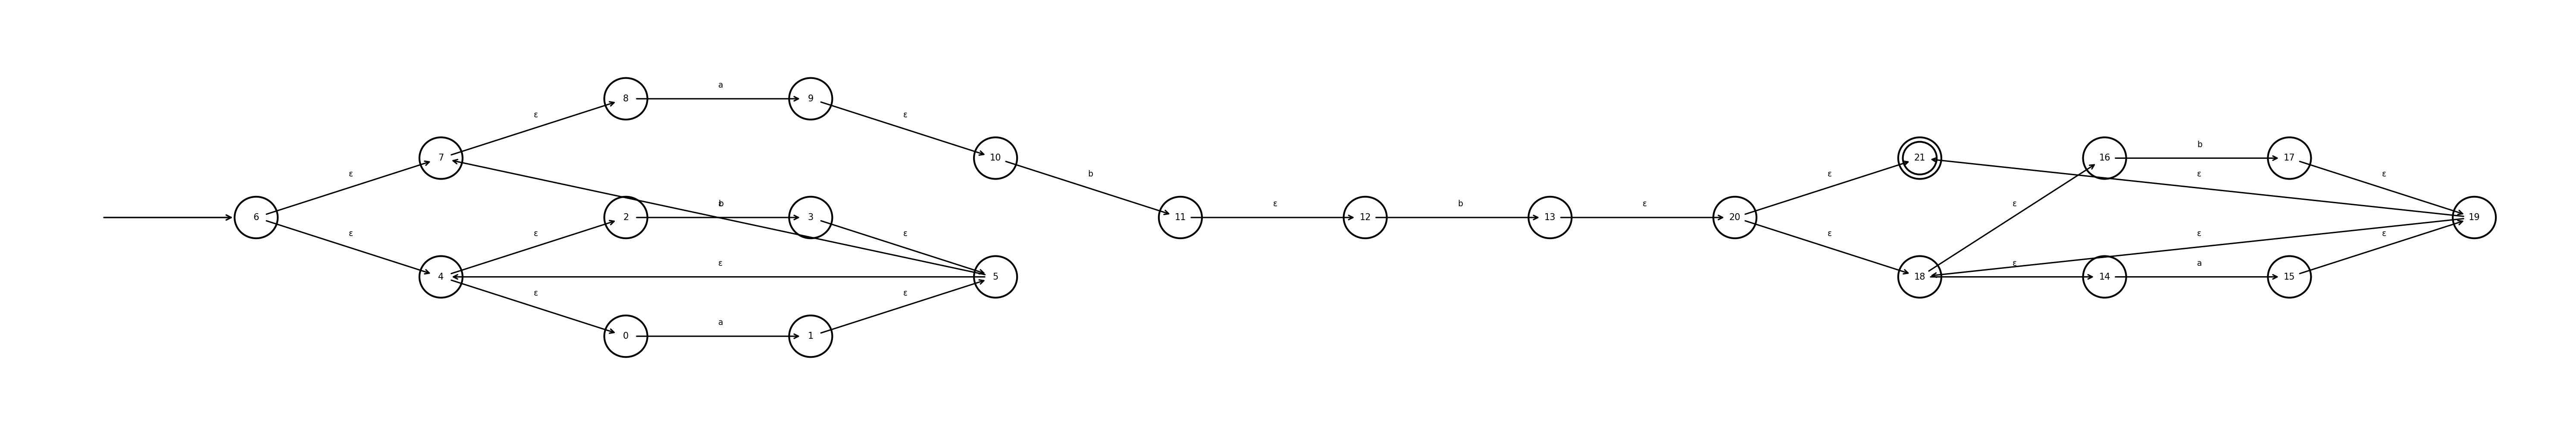 8 a 9
ε ε
7 ε 10 21 16 b 17
ε b ε ε ε
6 2 b 3 11 ε 12 b 13 ε 20 ε 19
ε ε ε ε ε ε
4 ε 5 18 ε 14 a 15
ε ε
0 a 1